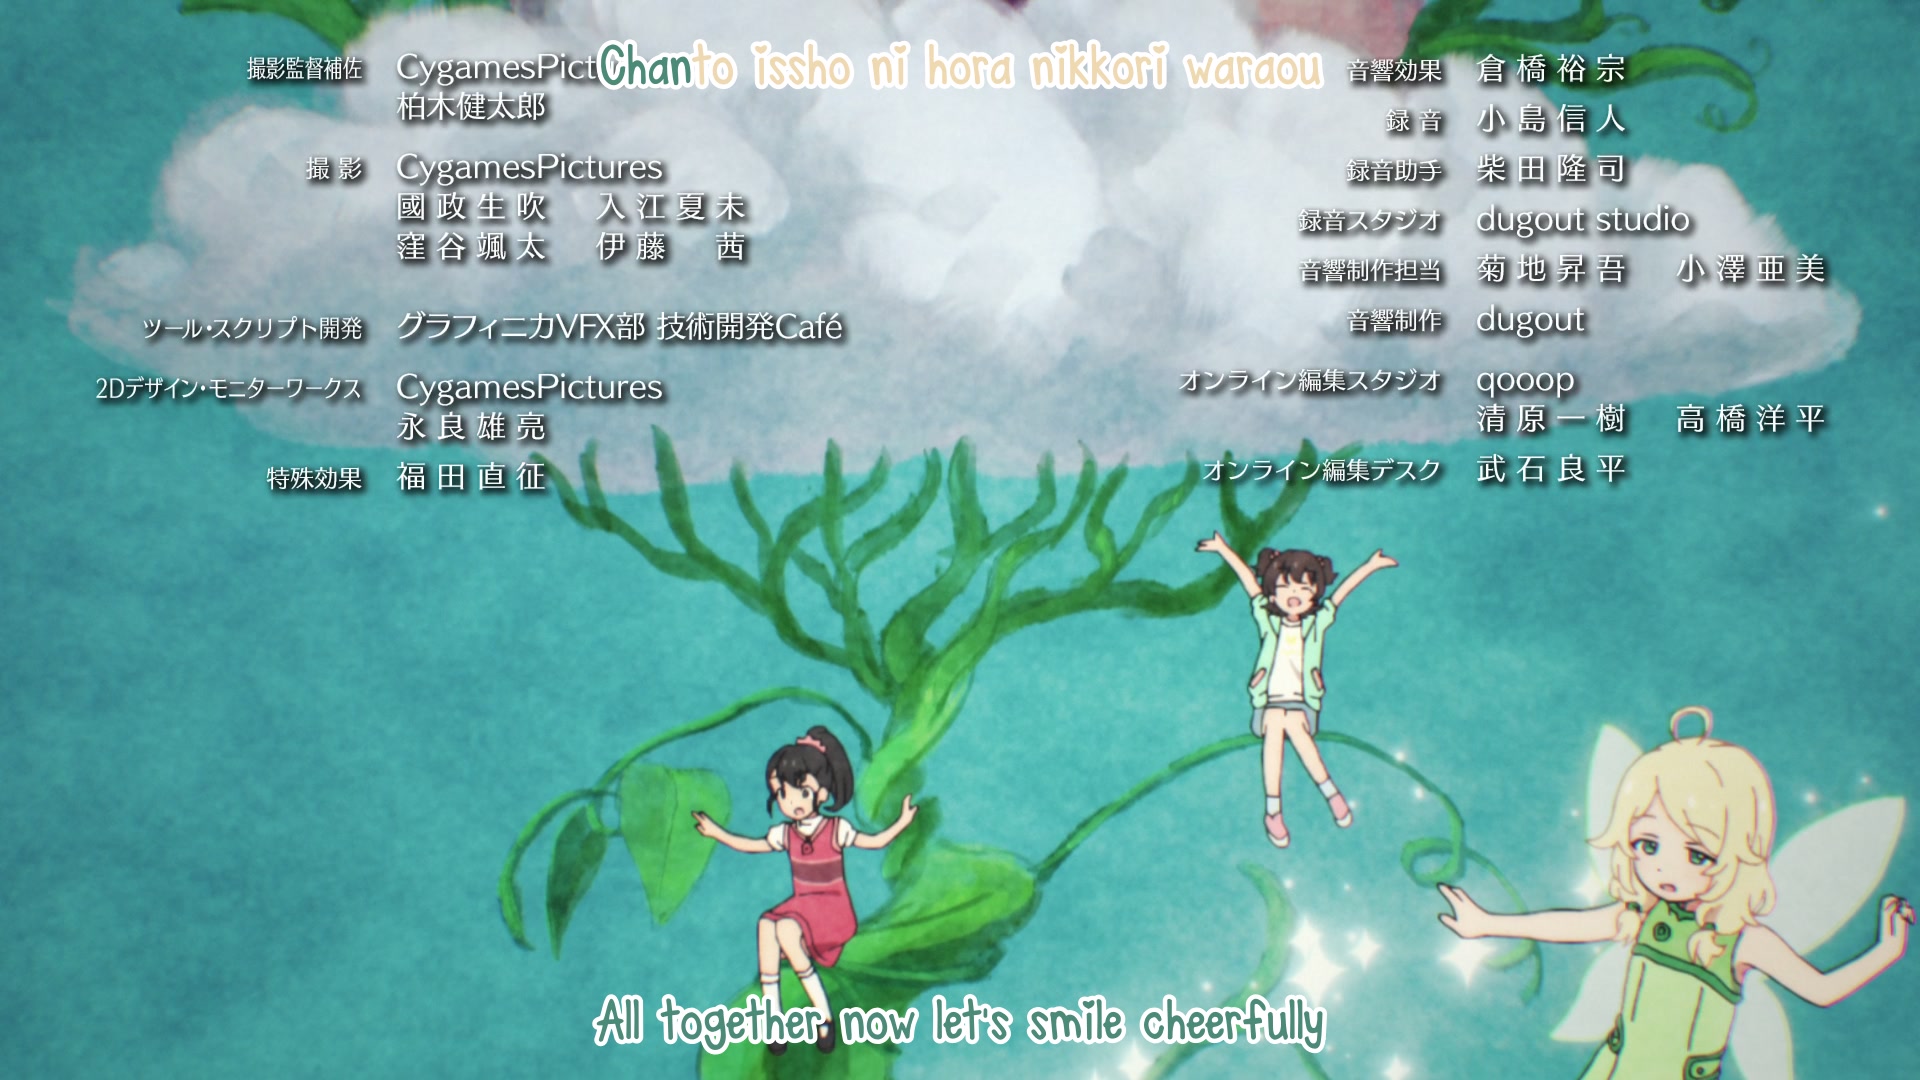 Chanto issho ni hora nikkori waraou
撮影監督補佐 CygamesPict
柏木健太郎
撮影 CygamesPictures
國政生吹 入江夏未
窪谷颯太 伊藤 茜
ツール・スクリプト開発 グラフィニカVFX部 技術開発Café
2Dデザイン・モニターワークス CygamesPictures
永良雄亮
特殊効果 福田直征
音響効果 倉橋裕宗
録音 小島信人
録音助手 柴田隆司
録音スタジオ dugout studio
音響制作担当 菊地昇吾 小澤亜美
音響制作 dugout
オンライン編集スタジオ qooop
清原一樹 高橋洋平
オンライン編集デスク 武石良平
All together now let's smile cheerfully